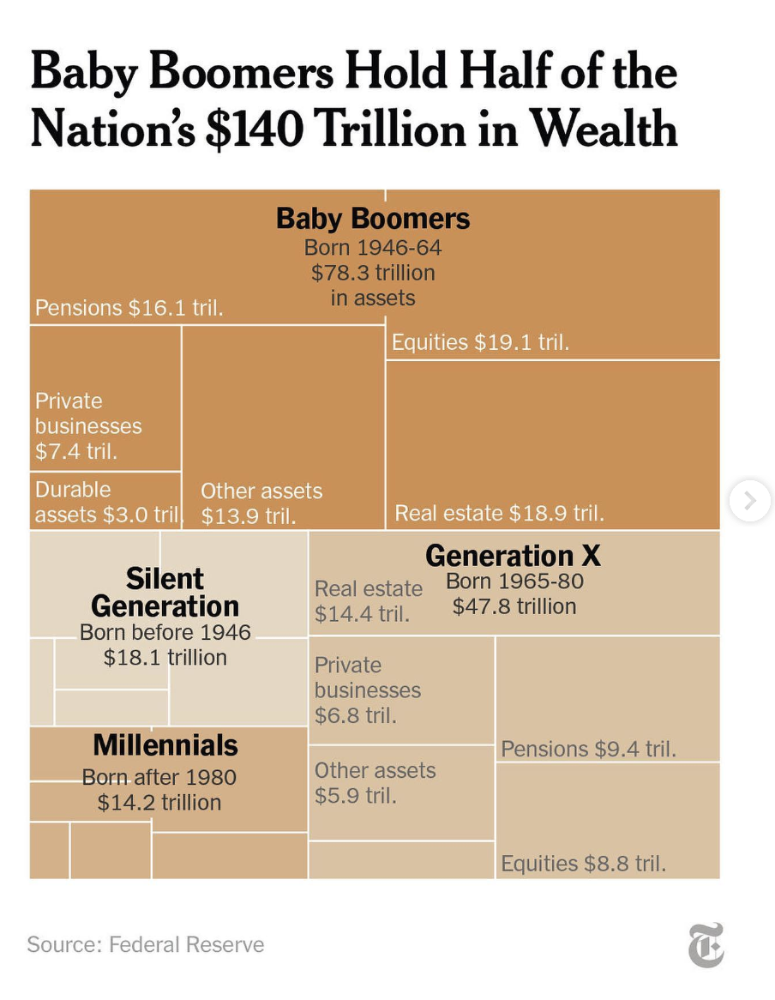 Baby Boomers Hold Half of the
Nation’s $140 Trillion in Wealth
Baby Boomers
Born 1946-64
$78.3 trillion
in assets
Pensions $16.1 tril.
Equities $19.1 tril.
Private
businesses
$7.4 tril.
Durable
assets $3.0 tril.
Other assets
$13.9 tril.
Real estate $18.9 tril.
Silent
Generation
Born before 1946
$18.1 trillion
Generation X
Born 1965-80
$47.8 trillion
Real estate
$14.4 tril.
Private
businesses
$6.8 tril.
Pensions $9.4 tril.
Other assets
$5.9 tril.
Equities $8.8 tril.
Millennials
Born after 1980
$14.2 trillion
Source: Federal Reserve
T